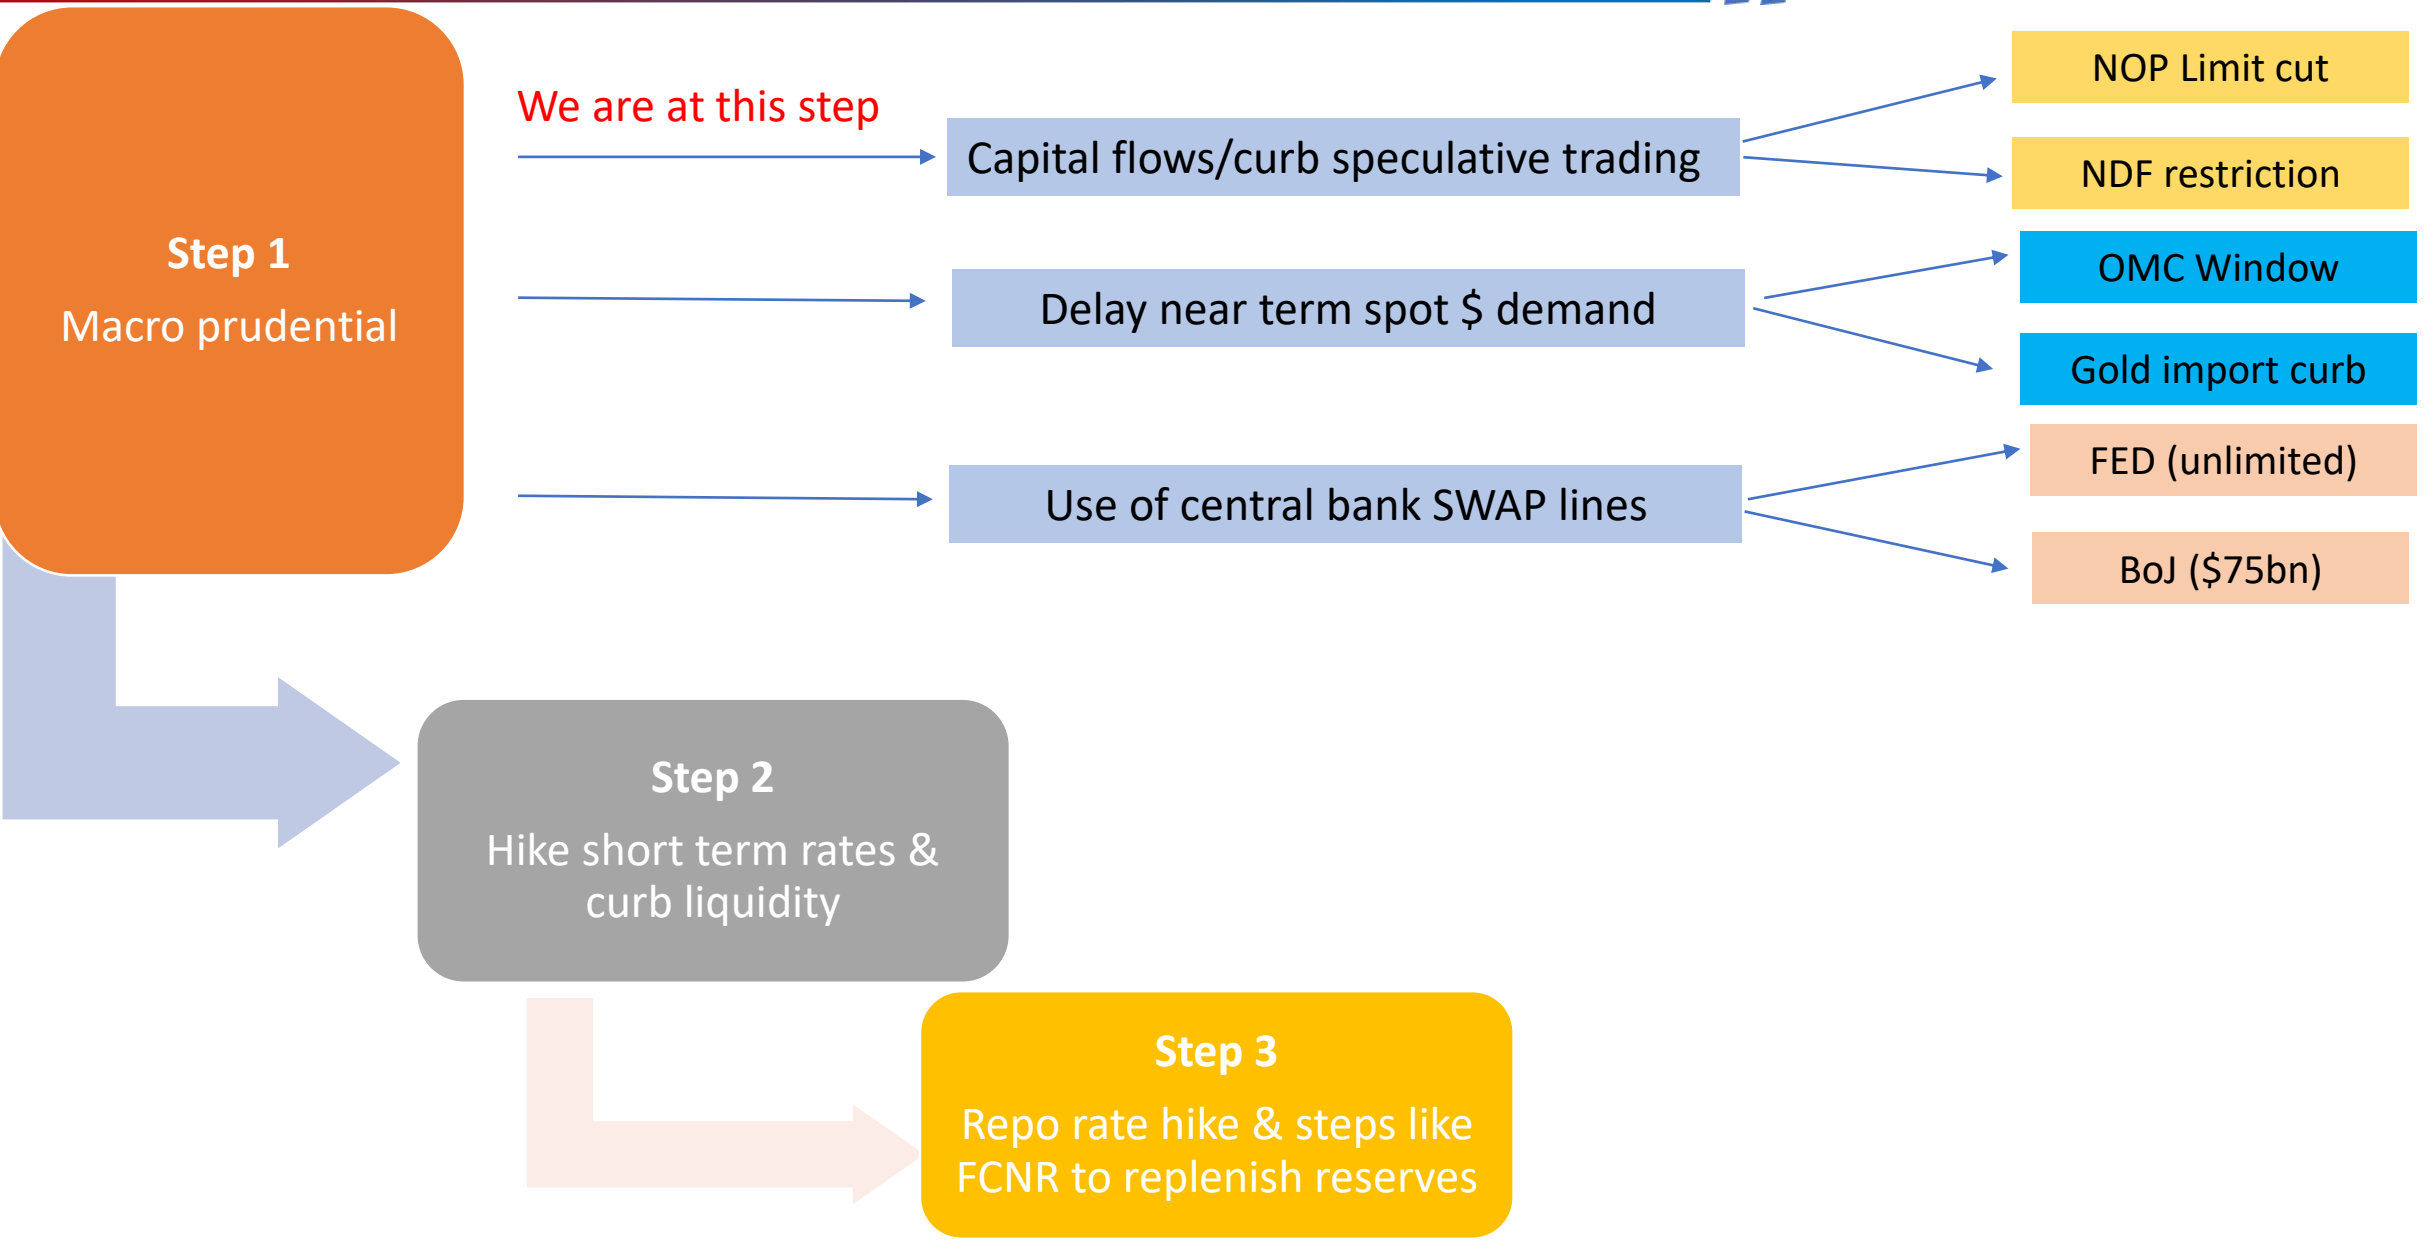 Step 1
Macro prudential
We are at this step
Capital flows/curb speculative trading
NOP Limit cut
NDF restriction
Delay near term spot $ demand
OMC Window
Gold import curb
Use of central bank SWAP lines
FED (unlimited)
BoJ ($75bn)
Step 2
Hike short term rates &
curb liquidity
Step 3
Repo rate hike & steps like
FCNR to replenish reserves